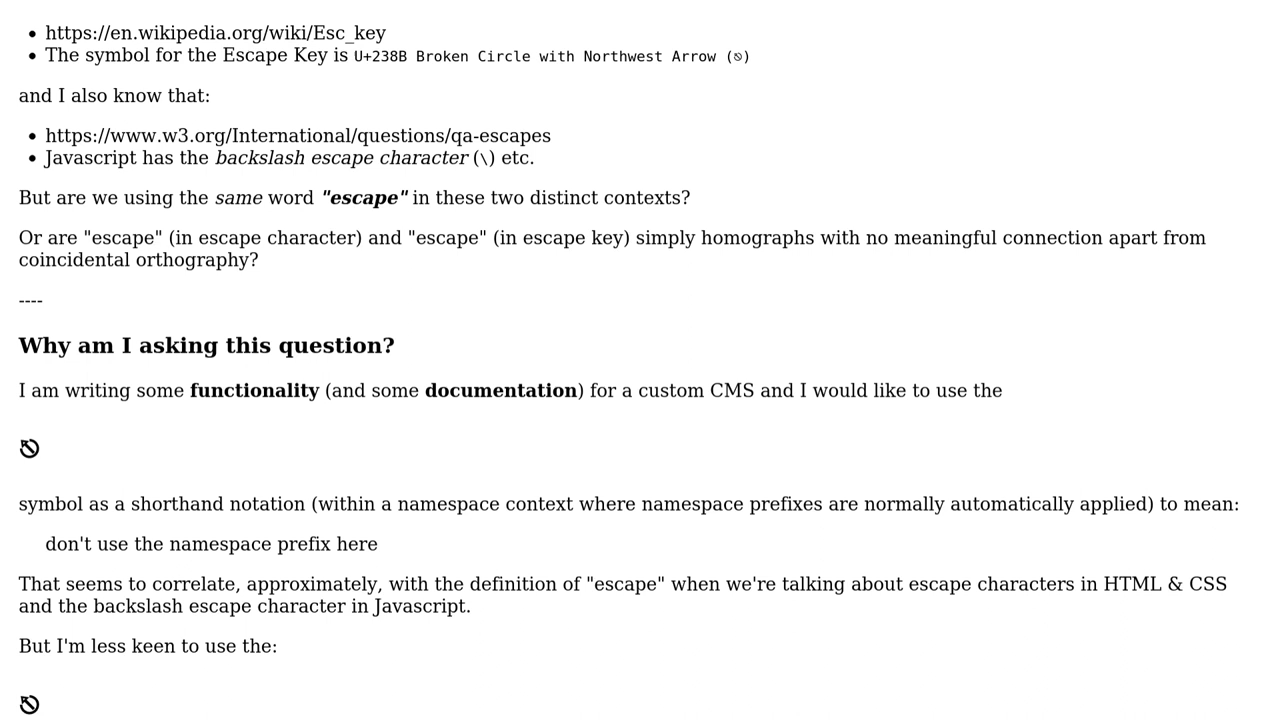 • https://en.wikipedia.org/wiki/Esc_key
• The symbol for the Escape Key is U+238B Broken Circle with Northwest Arrow (⎋)
and I also know that:
• https://www.w3.org/International/questions/qa-escapes
• Javascript has the backslash escape character (\) etc.
But are we using the same word "escape" in these two distinct contexts?
Or are "escape" (in escape character) and "escape" (in escape key) simply homographs with no meaningful connection apart from
coincidental orthography?
----
Why am I asking this question?
I am writing some functionality (and some documentation) for a custom CMS and I would like to use the
⎋
symbol as a shorthand notation (within a namespace context where namespace prefixes are normally automatically applied) to mean:
don't use the namespace prefix here
That seems to correlate, approximately, with the definition of "escape" when we're talking about escape characters in HTML & CSS
and the backslash escape character in Javascript.
But I'm less keen to use the:
⎋